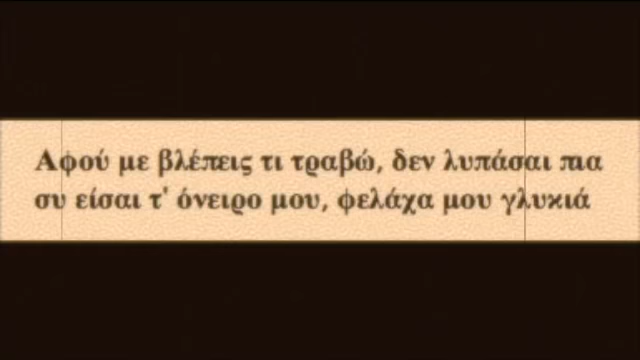 Αφού με βλέπεις τι τραβώ, δεν λυπάσαι πια
συ είσαι τ' όνειρο μου, φελάχα μου γλυκιά